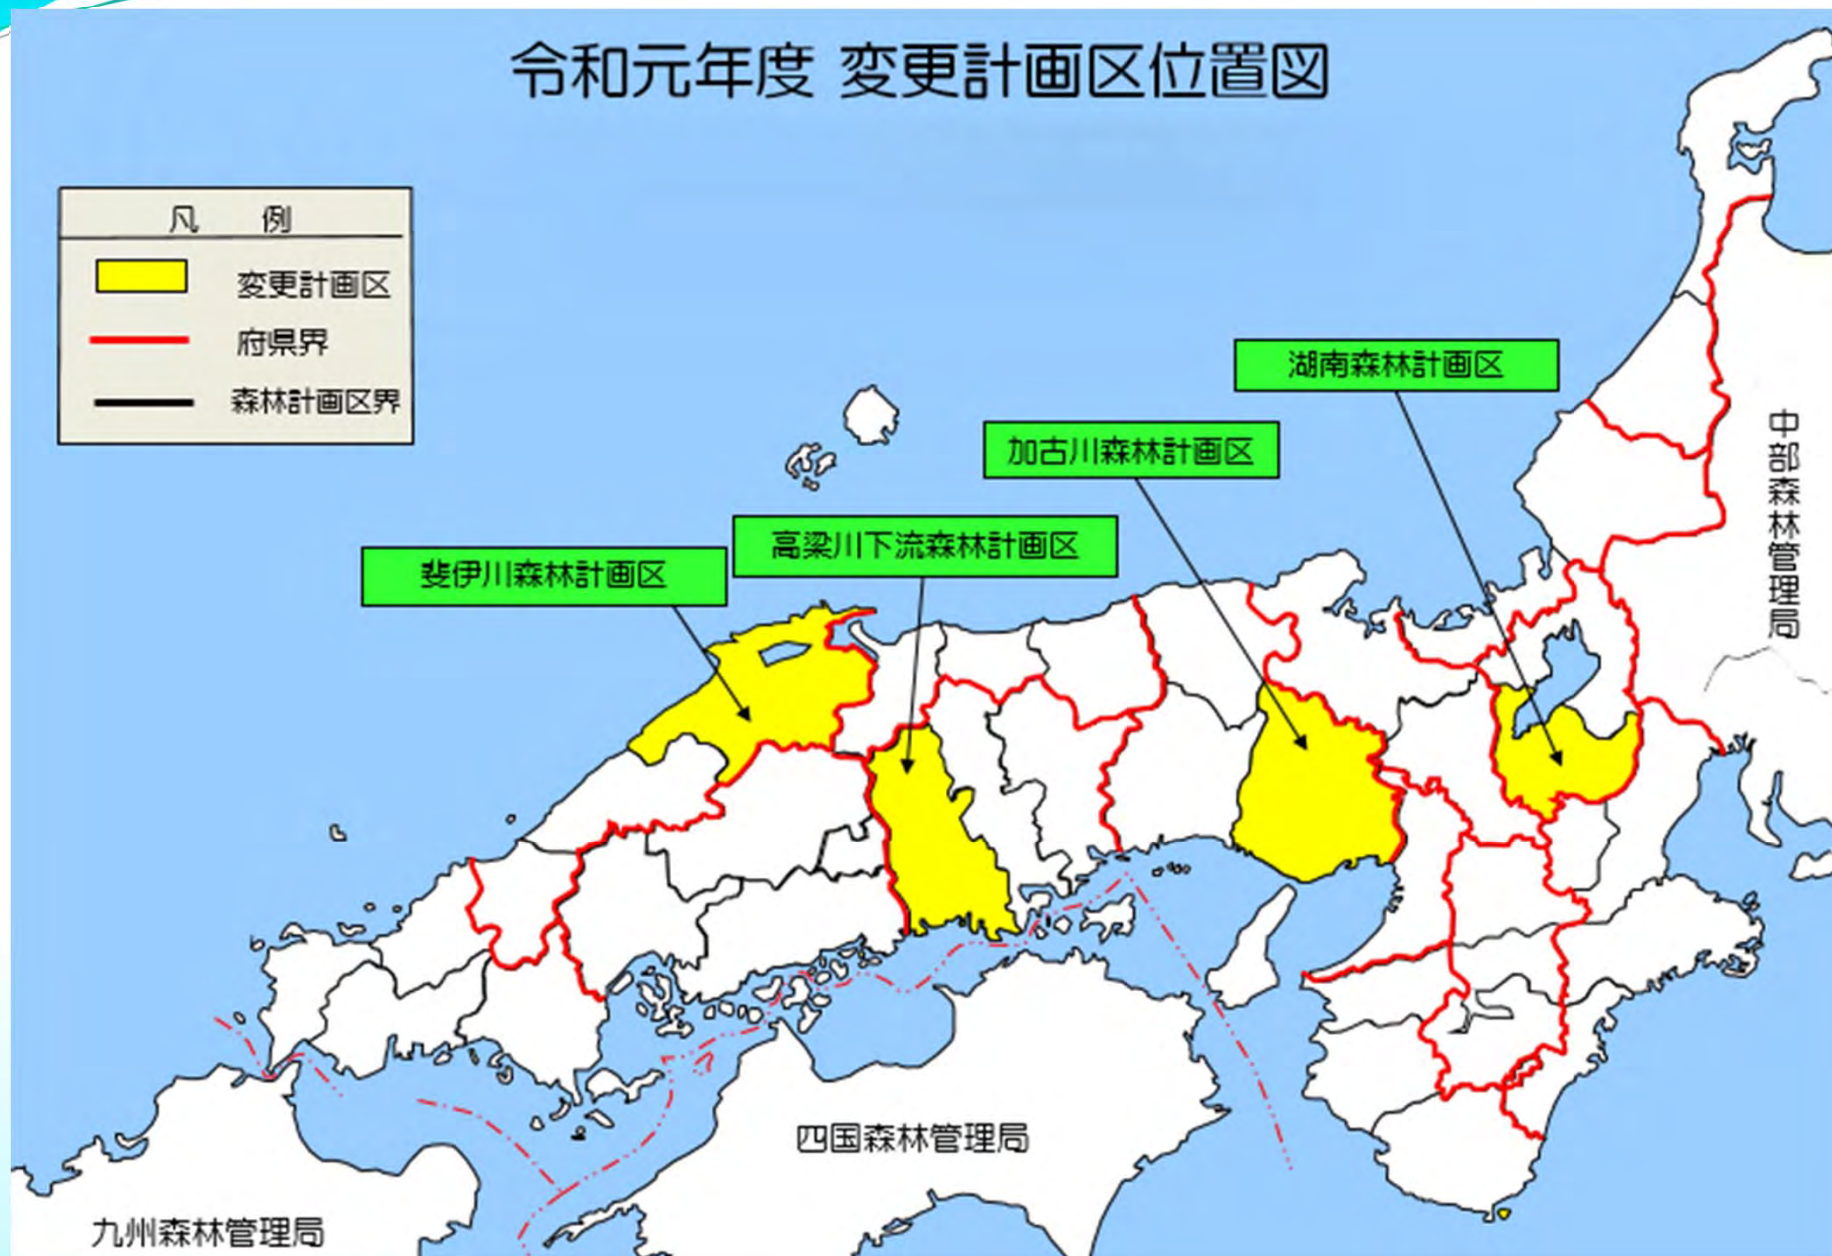 令和元年度 変更計画区位置図
凡 例
変更計画区
府県界
森林計画区界
湖南森林計画区
加古川森林計画区
高梁川下流森林計画区
斐伊川森林計画区
中部森林管理局
四国森林管理局
九州森林管理局